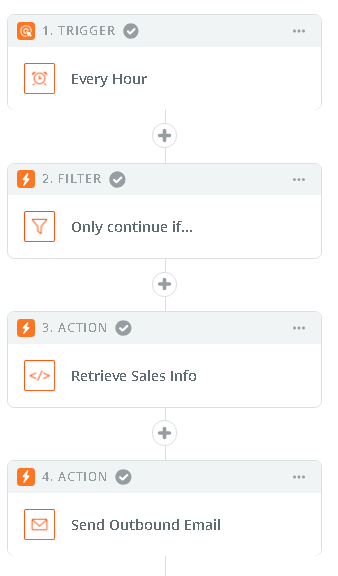 1. TRIGGER
Every Hour
2. FILTER
Only continue if...
3. ACTION
</> Retrieve Sales Info
4. ACTION
Send Outbound Email